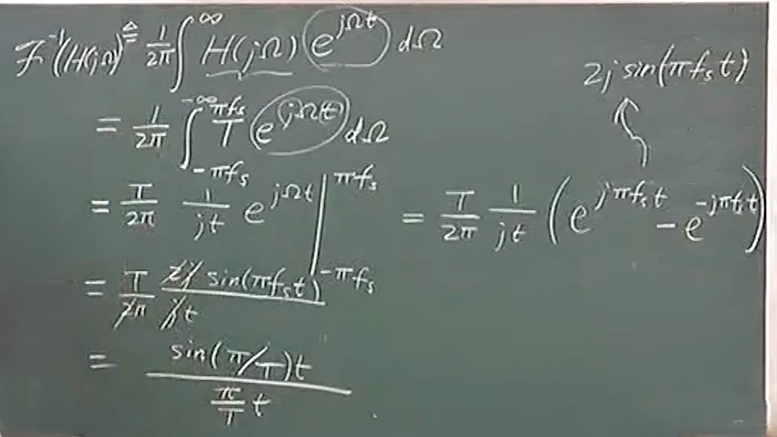 ℱ⁻¹(H(jΩ)) ≜ 1/2π ∫_{-∞}^{∞} H(jΩ) e^{jΩt} dΩ
= 1/2π ∫_{-πf_s}^{πf_s} T e^{jΩt} dΩ
= T/2π 1/jt e^{jΩt} |_{-πf_s}^{πf_s} = T/2π 1/jt (e^{jπf_s t} - e^{-jπf_s t})
2j sin(πf_s t)
= T/2π 2j sin(πf_s t)/jt
= sin(π/T)t / π/T t